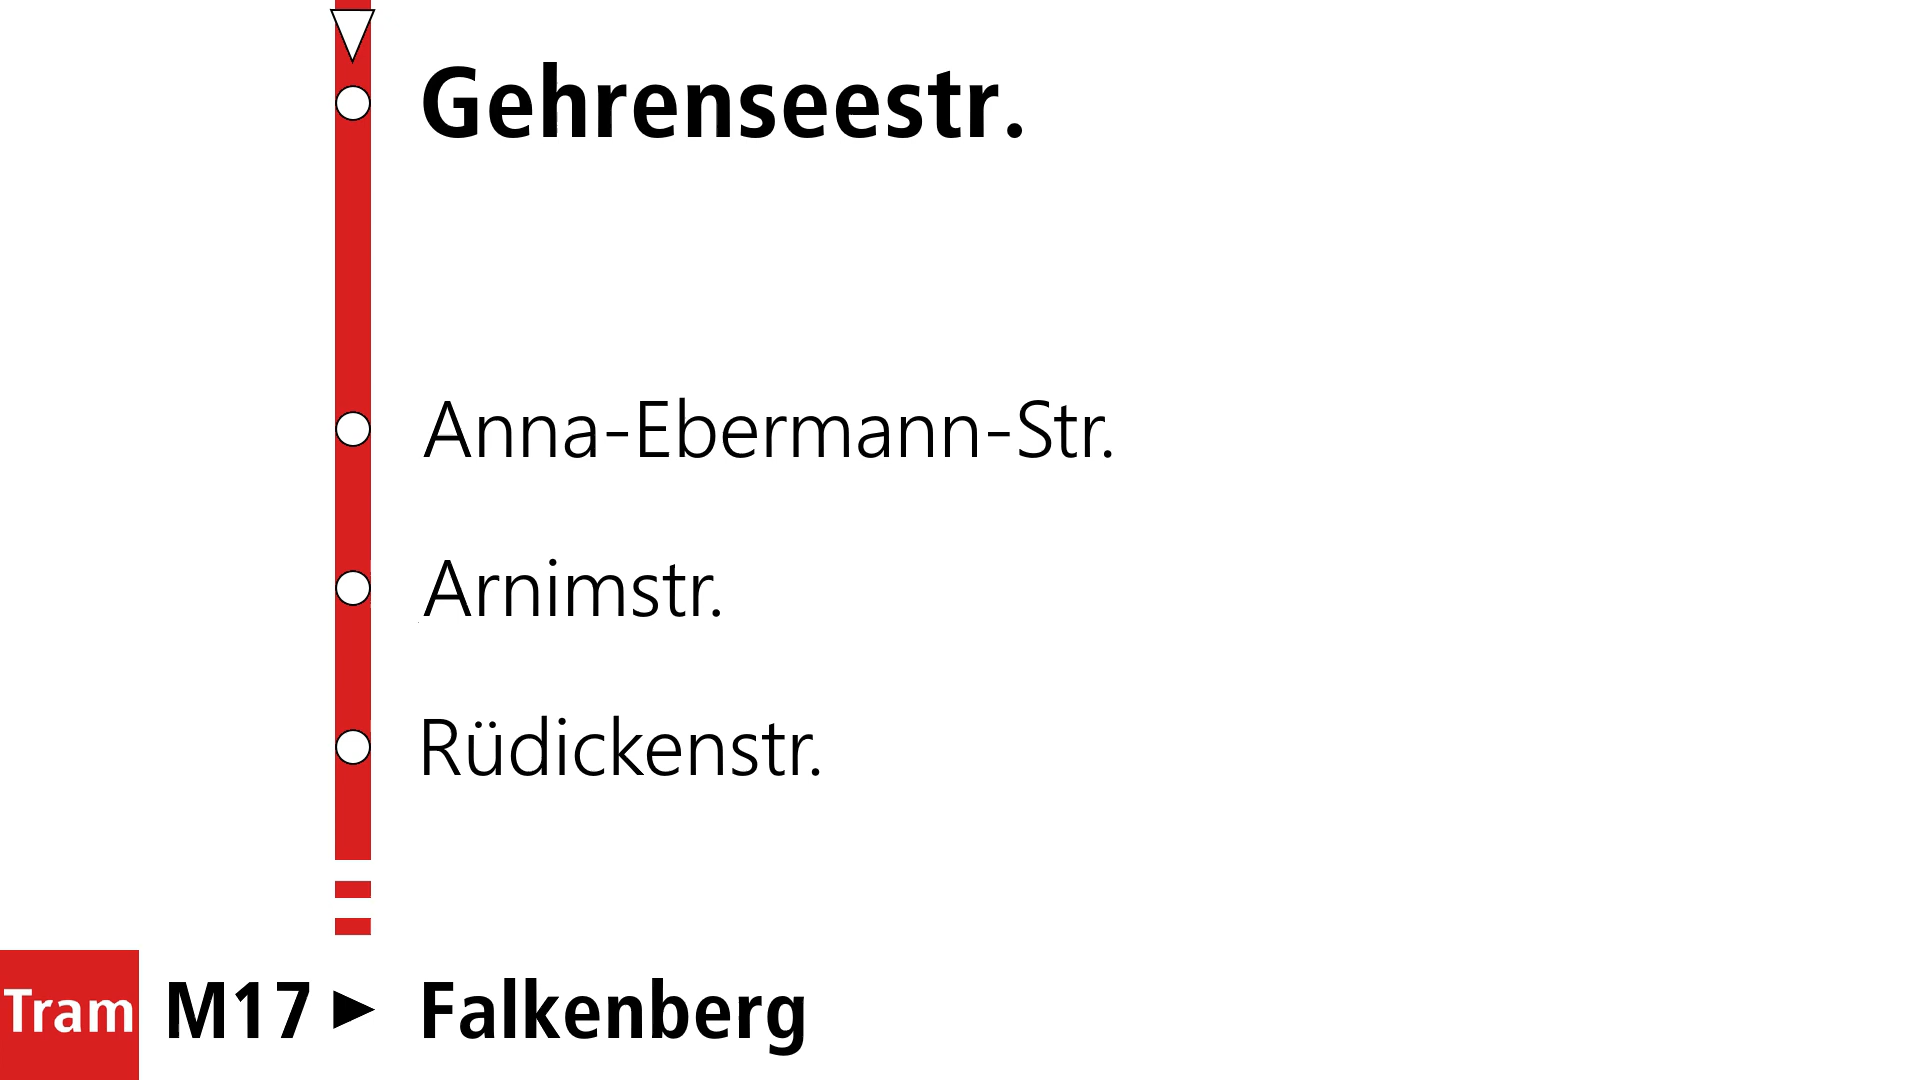 Gehrenseestr.
Anna-Ebermann-Str.
Arnimstr.
Rüdickenstr.
Tram M17 ▶ Falkenberg